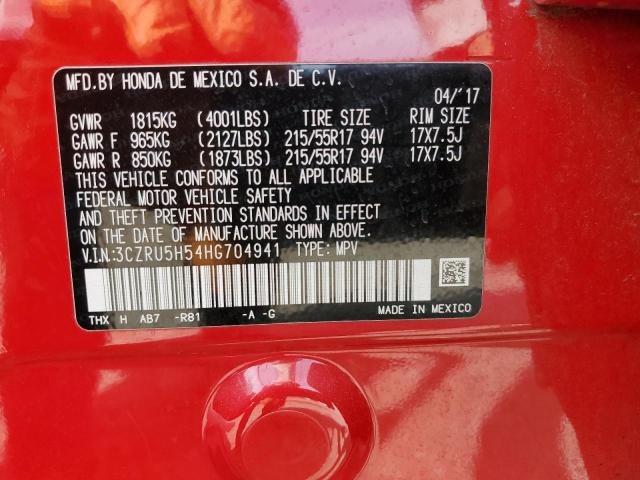 MFD.BY HONDA DE MEXICO S.A. DE C.V.
04/'17
GVWR 1815KG (4001LBS) TIRE SIZE RIM SIZE
GAWR F 965KG (2127LBS) 215/55R17 94V 17X7.5J
GAWR R 850KG (1873LBS) 215/55R17 94V 17X7.5J
THIS VEHICLE CONFORMS TO ALL APPLICABLE
FEDERAL MOTOR VEHICLE SAFETY
AND THEFT PREVENTION STANDARDS IN EFFECT
ON THE DATE OF MANUFACTURE SHOWN ABOVE.
V.I.N:3CZRU5H54HG704941 TYPE: MPV
THX H AB7 -R81 -A -G MADE IN MEXICO